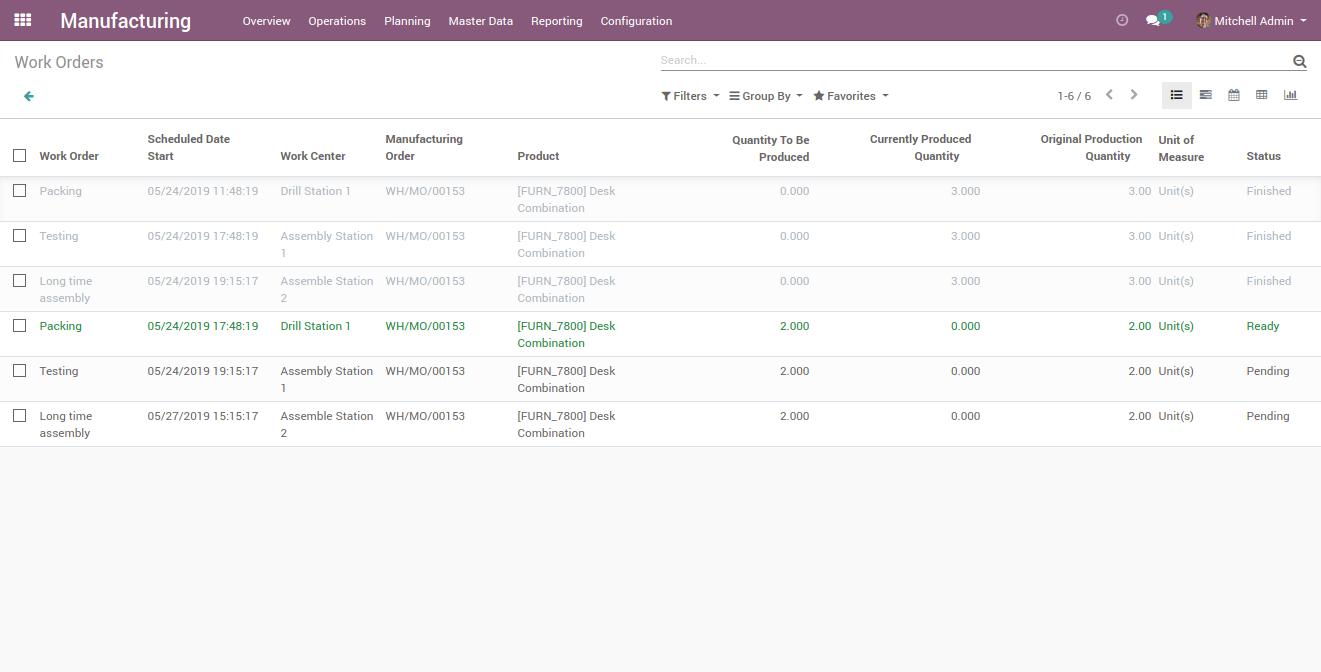 Manufacturing Overview Operations Planning Master Data Reporting Configuration 1 Mitchell Admin
Work Orders Search...
Filters Group By Favorites 1-6 / 6
Work Order Scheduled Date Start Work Center Manufacturing Order Product Quantity To Be Produced Currently Produced Quantity Original Production Quantity Unit of Measure Status
Packing 05/24/2019 11:48:19 Drill Station 1 WH/MO/00153 [FURN_7800] Desk 0.000 3.000 3.00 Unit(s) Finished
Combination
Testing 05/24/2019 17:48:19 Assembly Station WH/MO/00153 [FURN_7800] Desk 0.000 3.000 3.00 Unit(s) Finished
1 Combination
Long time 05/24/2019 19:15:17 Assemble Station WH/MO/00153 [FURN_7800] Desk 0.000 3.000 3.00 Unit(s) Finished
assembly 2 Combination
Packing 05/24/2019 17:48:19 Drill Station 1 WH/MO/00153 [FURN_7800] Desk 2.000 0.000 2.00 Unit(s) Ready
Combination
Testing 05/24/2019 19:15:17 Assembly Station WH/MO/00153 [FURN_7800] Desk 2.000 0.000 2.00 Unit(s) Pending
1 Combination
Long time 05/27/2019 15:15:17 Assemble Station WH/MO/00153 [FURN_7800] Desk 2.000 0.000 2.00 Unit(s) Pending
assembly 2 Combination